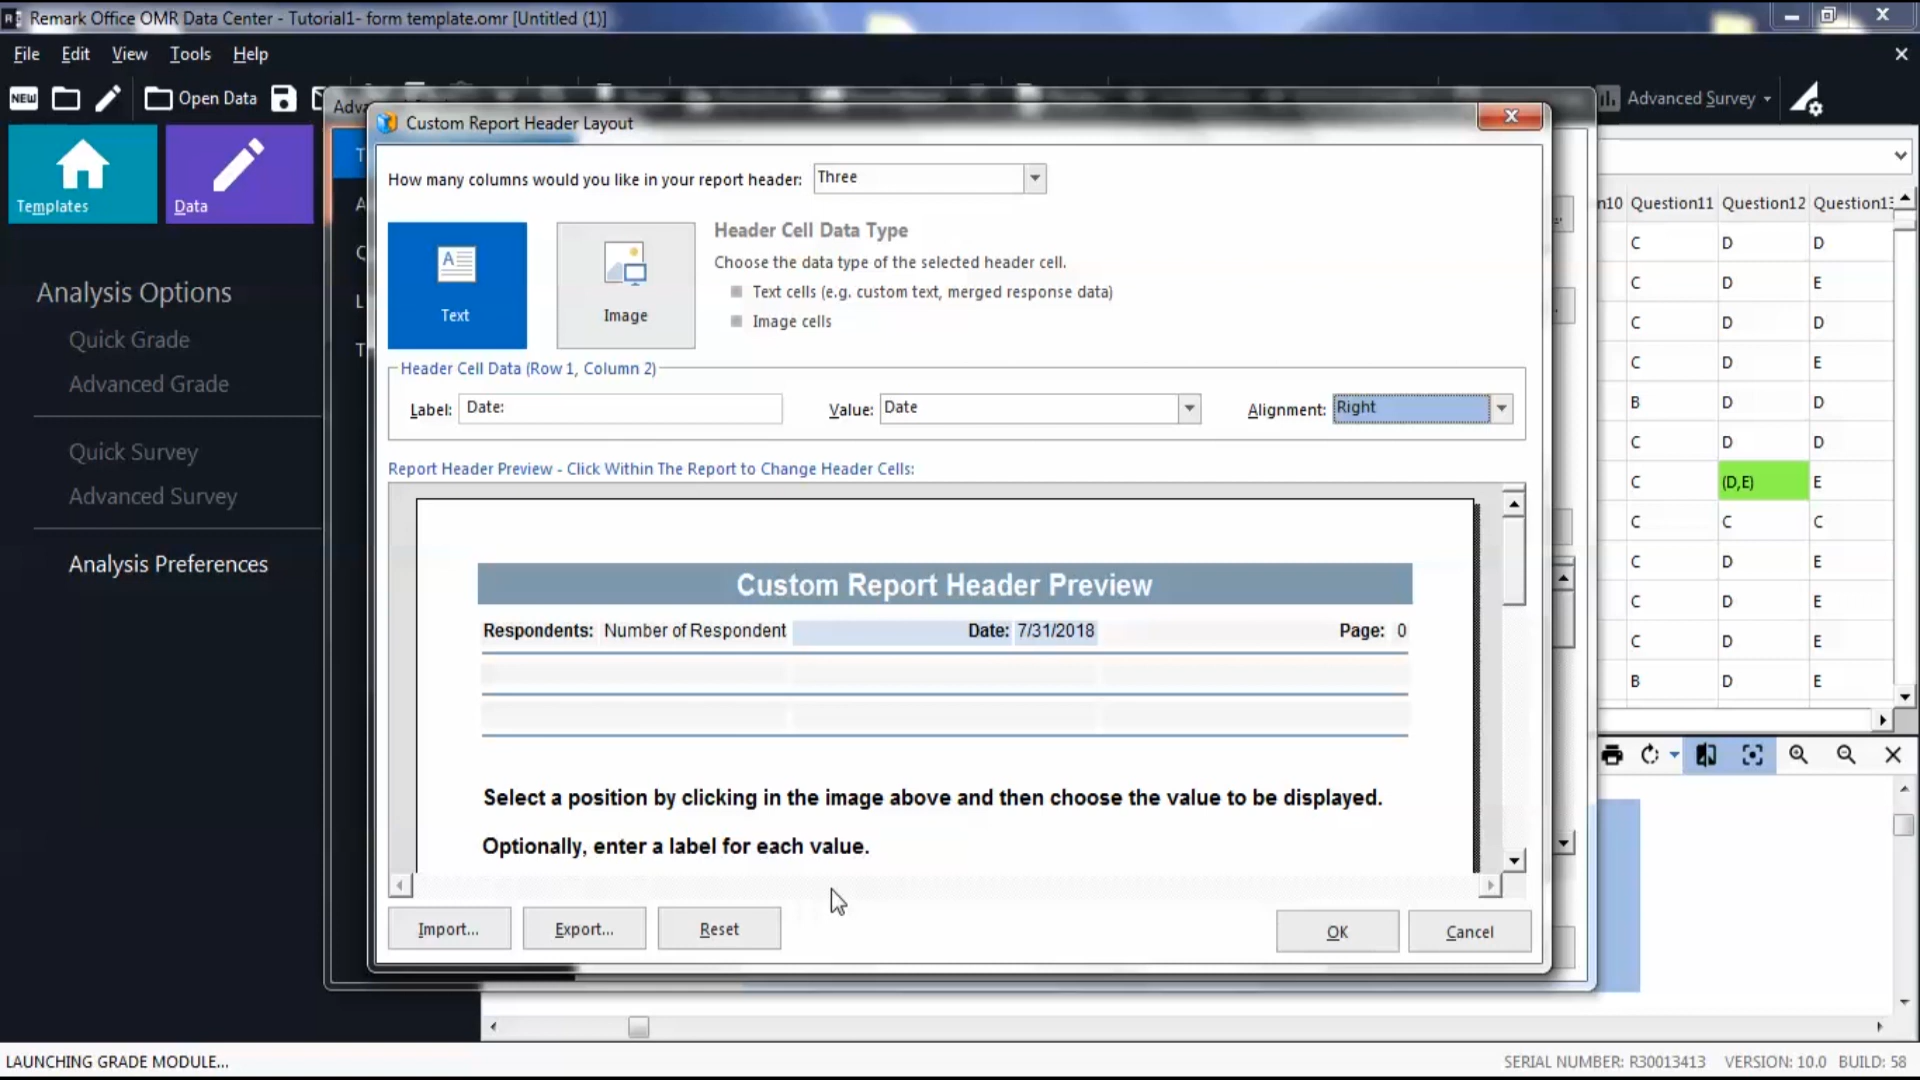 Remark Office OMR Data Center - Tutorial1- form template.omr [Untitled (1)]
File Edit View Tools Help
NEW Open Data Advanced Survey
Custom Report Header Layout
Templates Data
How many columns would you like in your report header: Three
n10 Question11 Question12 Question13
Text Image
Header Cell Data Type
Choose the data type of the selected header cell.
Text cells (e.g. custom text, merged response data)
Image cells
Header Cell Data (Row 1, Column 2)
Label: Date: Value: Date Alignment: Right
Report Header Preview - Click Within The Report to Change Header Cells:
Custom Report Header Preview
Respondents: Number of Respondent Date: 7/31/2018 Page: 0
Select a position by clicking in the image above and then choose the value to be displayed.
Optionally, enter a label for each value.
Import... Export... Reset OK Cancel
Analysis Options
Quick Grade
Advanced Grade
Quick Survey
Advanced Survey
Analysis Preferences
C D D
C D E
C D D
C D E
B D D
C D D
C (D,E) E
C C C
C D E
C D E
C D E
B D E
LAUNCHING GRADE MODULE...
SERIAL NUMBER: R30013413 VERSION: 10.0 BUILD: 58